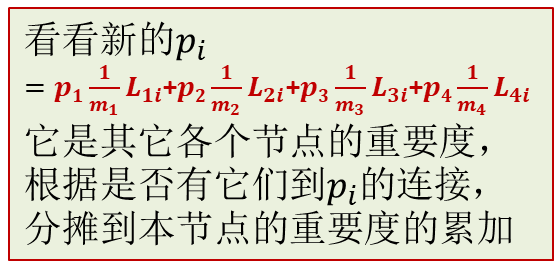 看看新的pᵢ
= p₁ 1/m₁ L₁ᵢ+p₂ 1/m₂ L₂ᵢ+p₃ 1/m₃ L₃ᵢ+p₄ 1/m₄ L₄ᵢ
它是其它各个节点的重要度，
根据是否有它们到pᵢ的连接，
分摊到本节点的重要度的累加